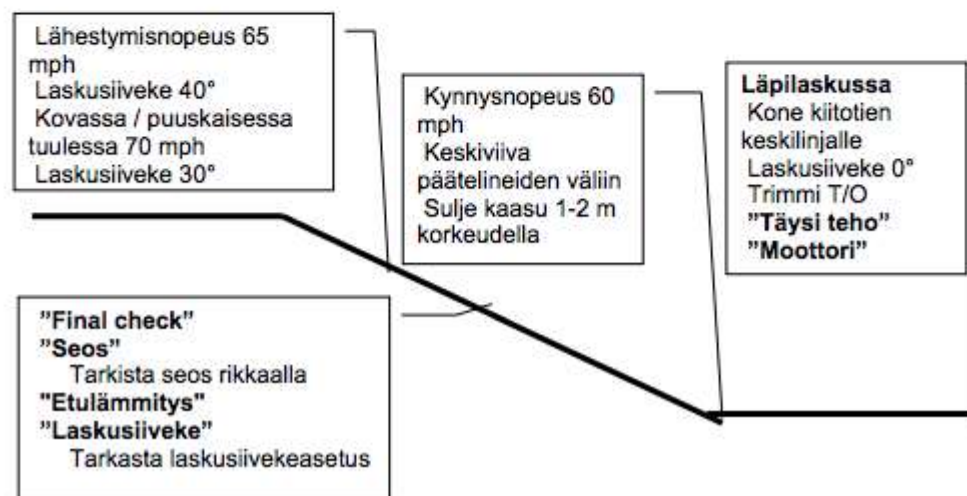 Lähestymisnopeus 65
mph
Laskusiiveke 40°
Kovassa / puuskaisessa
tuulessa 70 mph
Laskusiiveke 30°
Kynnysnopeus 60
mph
Keskiviiva
päätelineiden väliin
Sulje kaasu 1-2 m
korkeudella
Läpilaskussa
Kone kiitotien
keskilinjalle
Laskusiiveke 0°
Trimmi T/O
”Täysi teho”
”Moottori”
”Final check”
”Seos”
Tarkista seos rikkaalla
"Etulämmitys"
”Laskusiiveke”
Tarkasta laskusiivekeasetus